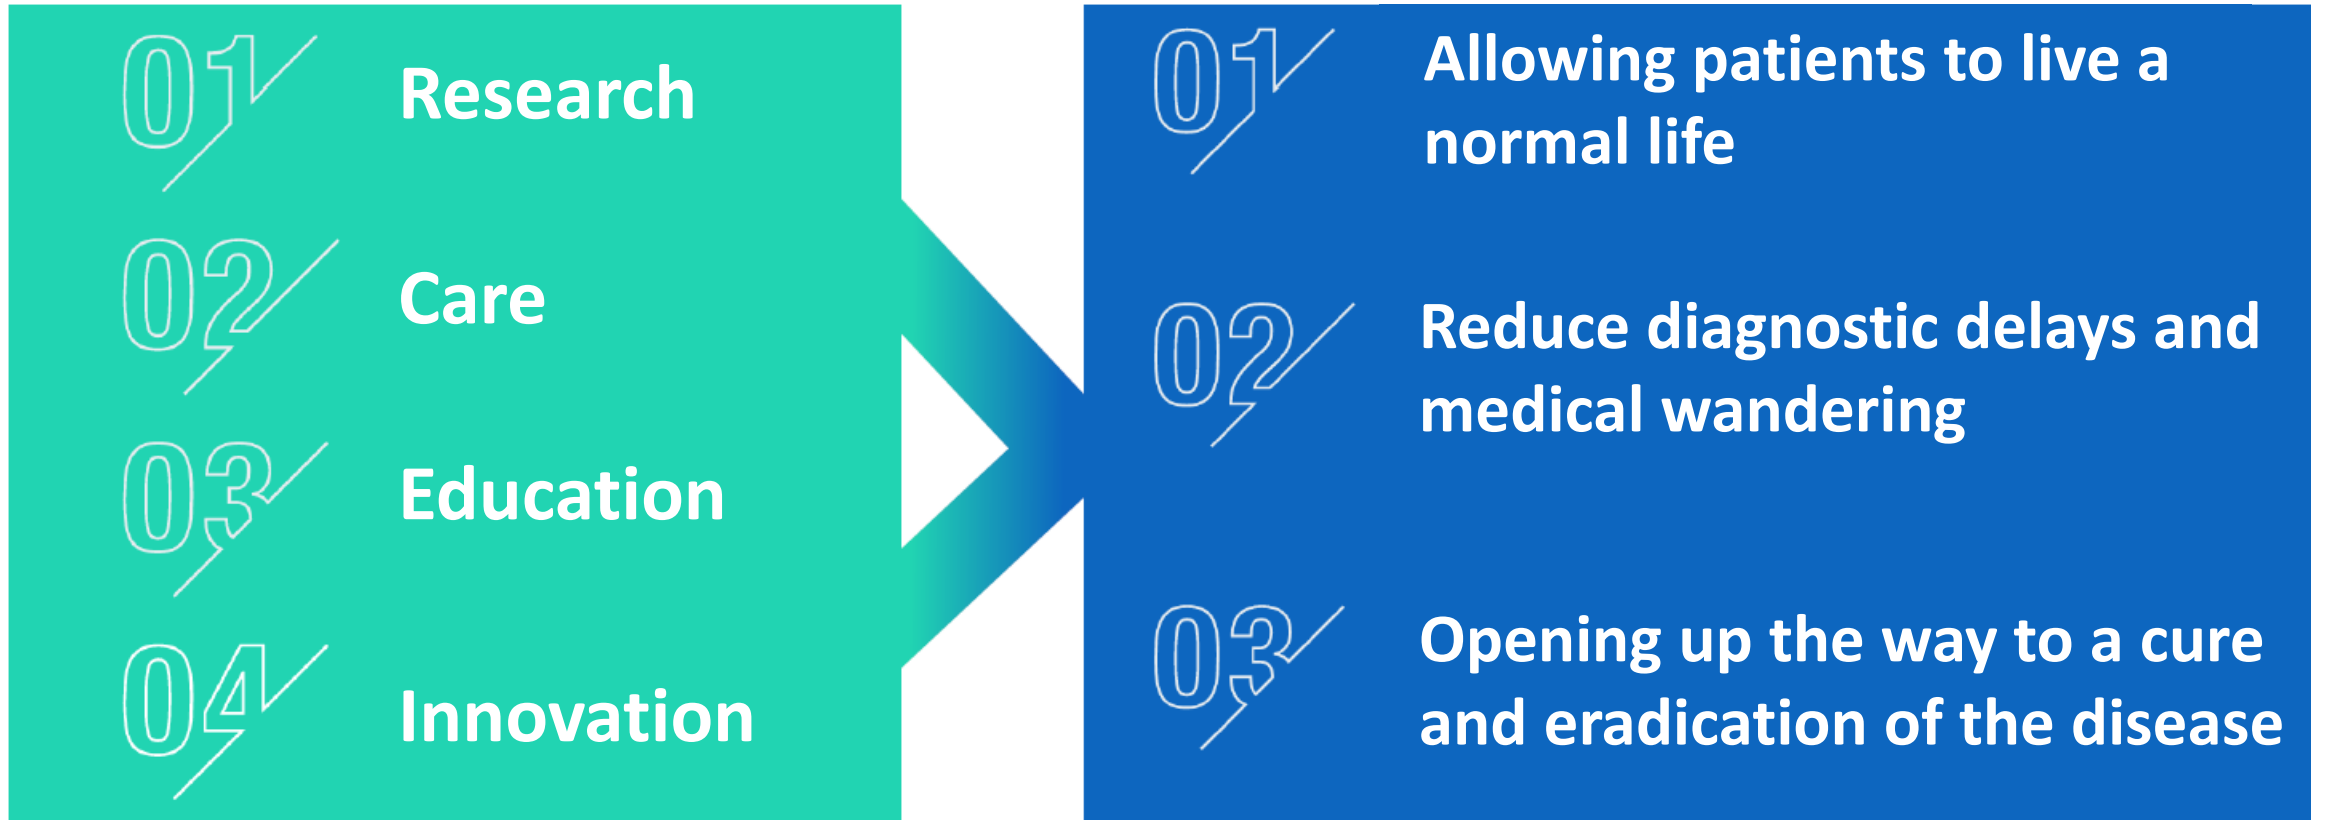 01 Research
02 Care
03 Education
04 Innovation
01 Allowing patients to live a
normal life
02 Reduce diagnostic delays and
medical wandering
03 Opening up the way to a cure
and eradication of the disease